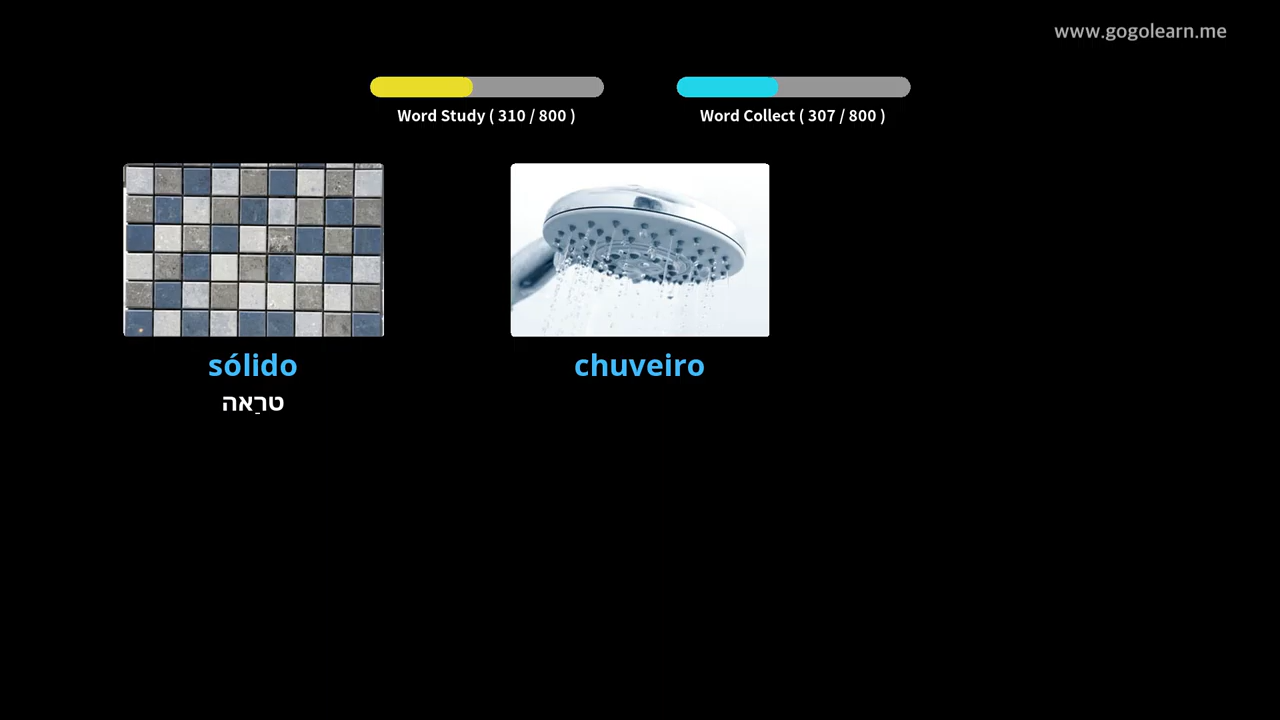 www.gogolearn.me
Word Study ( 310 / 800 )
Word Collect ( 307 / 800 )
sólido
chuveiro
טרַאה